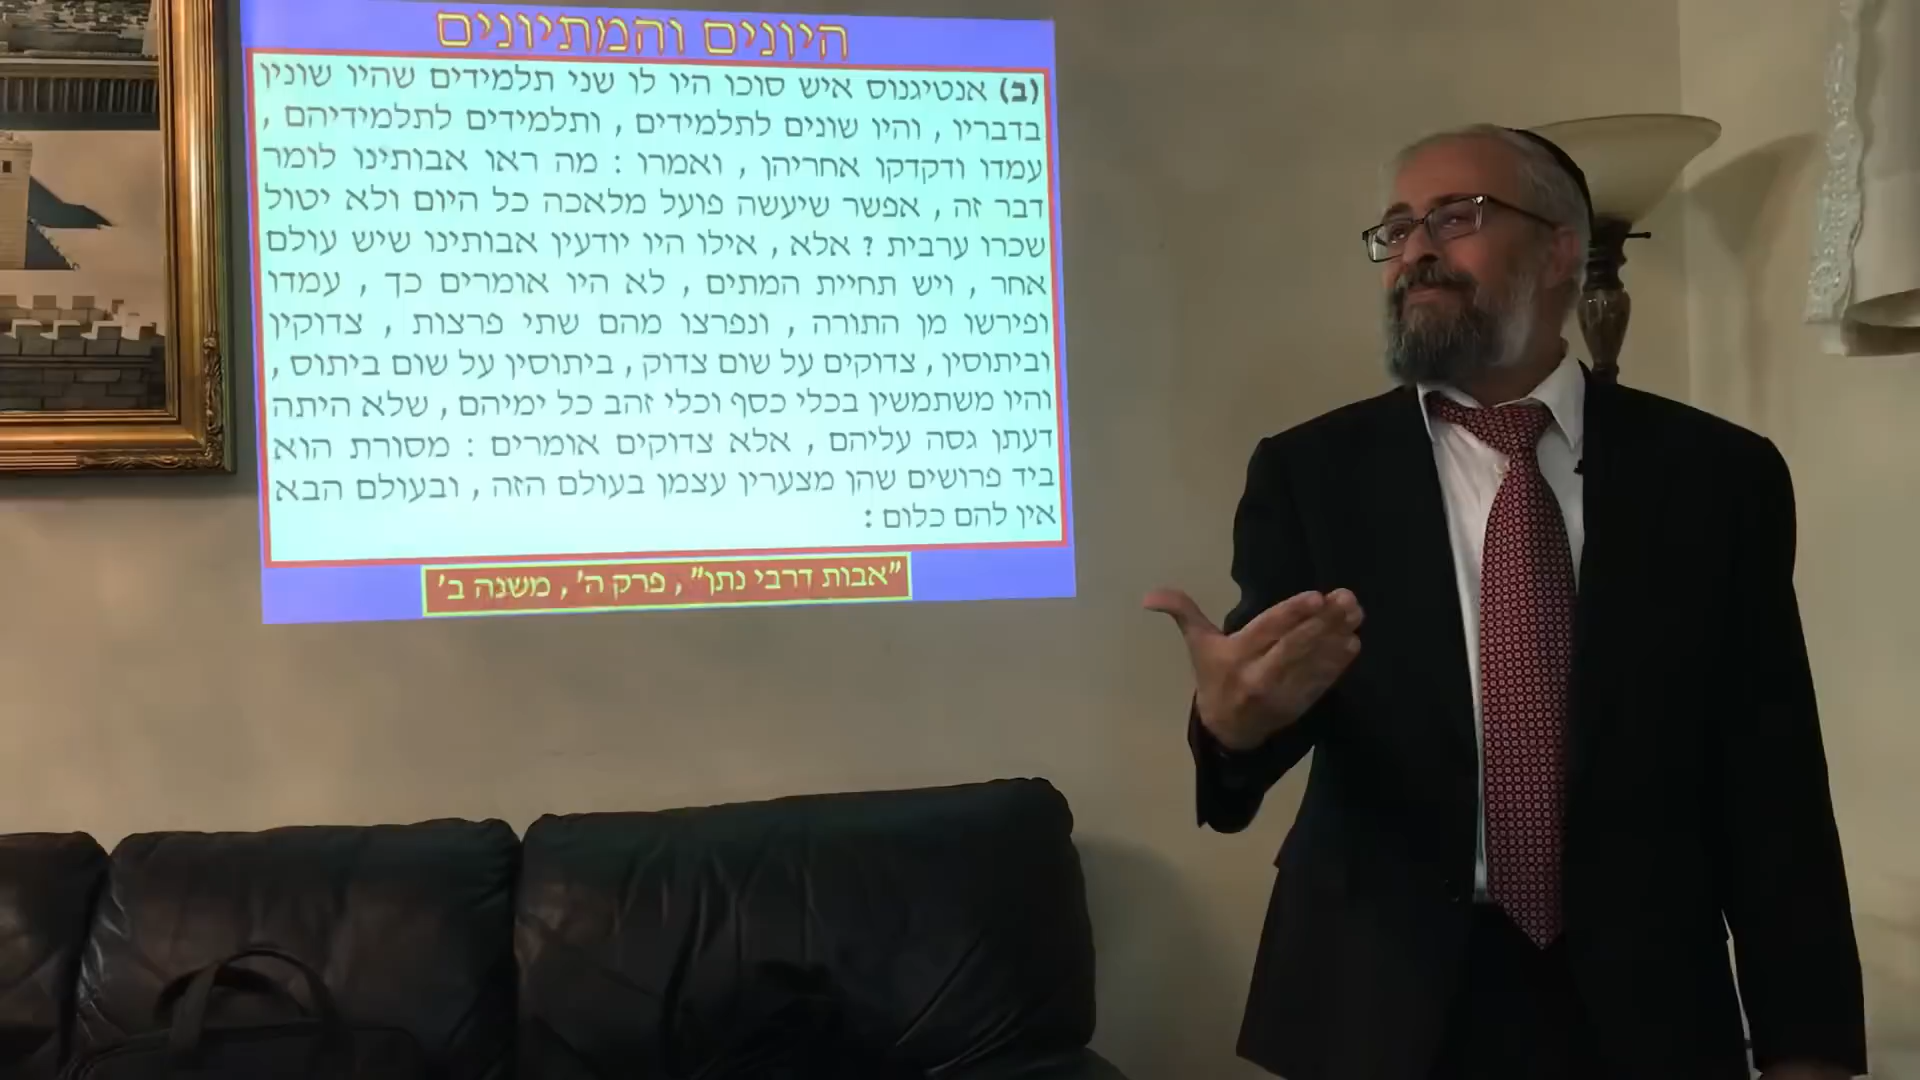 היונים והמתיונים
(ב) אנטיגנוס איש סוכו היו לו שני תלמידים שהיו שונין
בדבריו , והיו שונים לתלמידים , ותלמידים לתלמידיהם ,
עמדו ודקדקו אחריהן , ואמרו : מה ראו אבותינו לומר
דבר זה , אפשר שיעשה פועל מלאכה כל היום ולא יטול
שכרו ערבית ? אלא , אילו היו יודעין אבותינו שיש עולם
אחר , ויש תחיית המתים , לא היו אומרים כך , עמדו
ופירשו מן התורה , ונפרצו מהם שתי פרצות , צדוקין
וביתוסין , צדוקים על שום צדוק , ביתוסין על שום ביתוס ,
והיו משתמשין בכלי כסף וכלי זהב כל ימיהם , שלא היתה
דעתן גסה עליהם , אלא צדוקים אומרים : מסורת הוא
ביד פרושים שהן מצערין עצמן בעולם הזה , ובעולם הבא
אין להם כלום :
"אבות דרבי נתן" , פרק ה' , משנה ב'